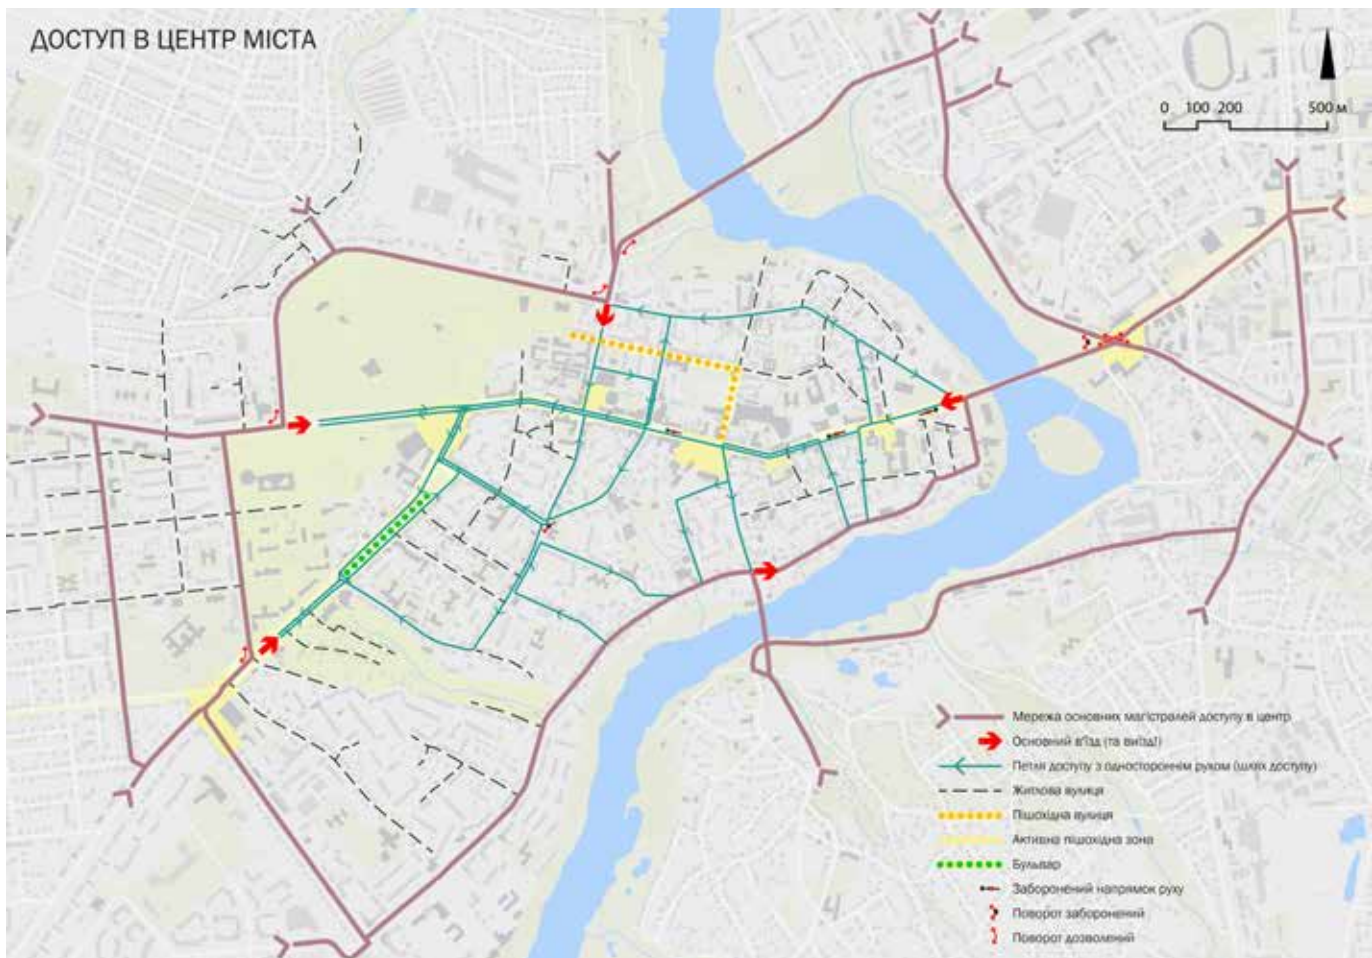 ДОСТУП В ЦЕНТР МІСТА
0 100 200 500 м
Мережа основних магістралей доступу в центр
Основний в'їзд (та виїзд!)
Петля доступу з одностороннім рухом (шлях доступу)
Житлова вулиця
Пішохідна вулиця
Активна пішохідна зона
Бульвар
Заборонений напрямок руху
Поворот заборонений
Поворот дозволений